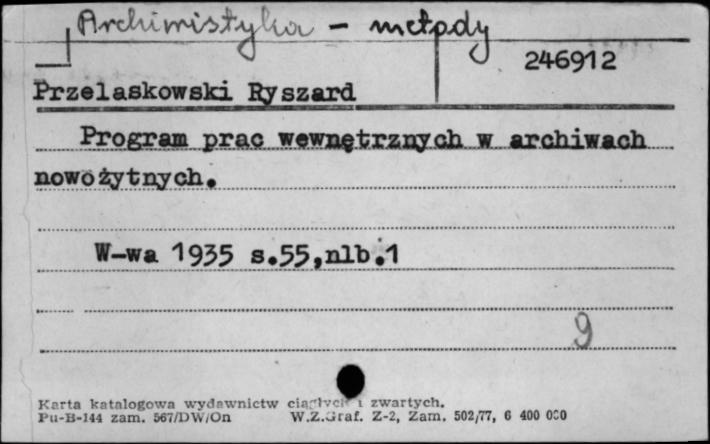 Archiwistyka - metody
246912
Przelaskowski Ryszard
Program prac wewnętrznych w archiwach
nowożytnych.
W-wa 1935 s.55,nlb.1
9
Karta katalogowa wydawnictw ciągłych i zwartych.
Pu-B-144 zam. 567/DW/On W.Z.Graf. Z-2, Zam. 502/77, 6 400 000